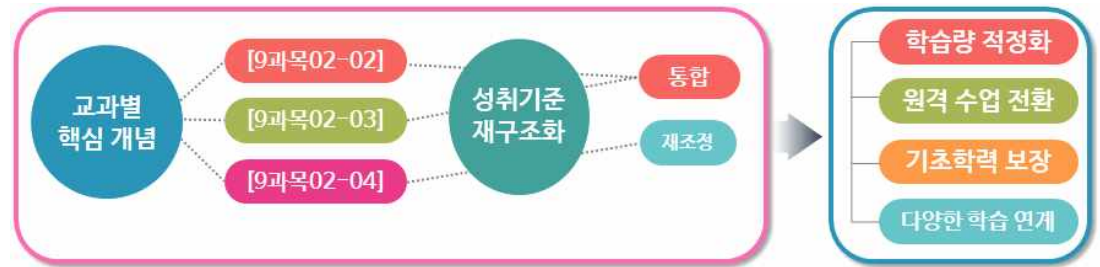 교과별
핵심 개념
[9과목02-02]
[9과목02-03]
[9과목02-04]
성취기준
재구조화
통합
재조정
학습량 적정화
원격 수업 전환
기초학력 보장
다양한 학습 연계